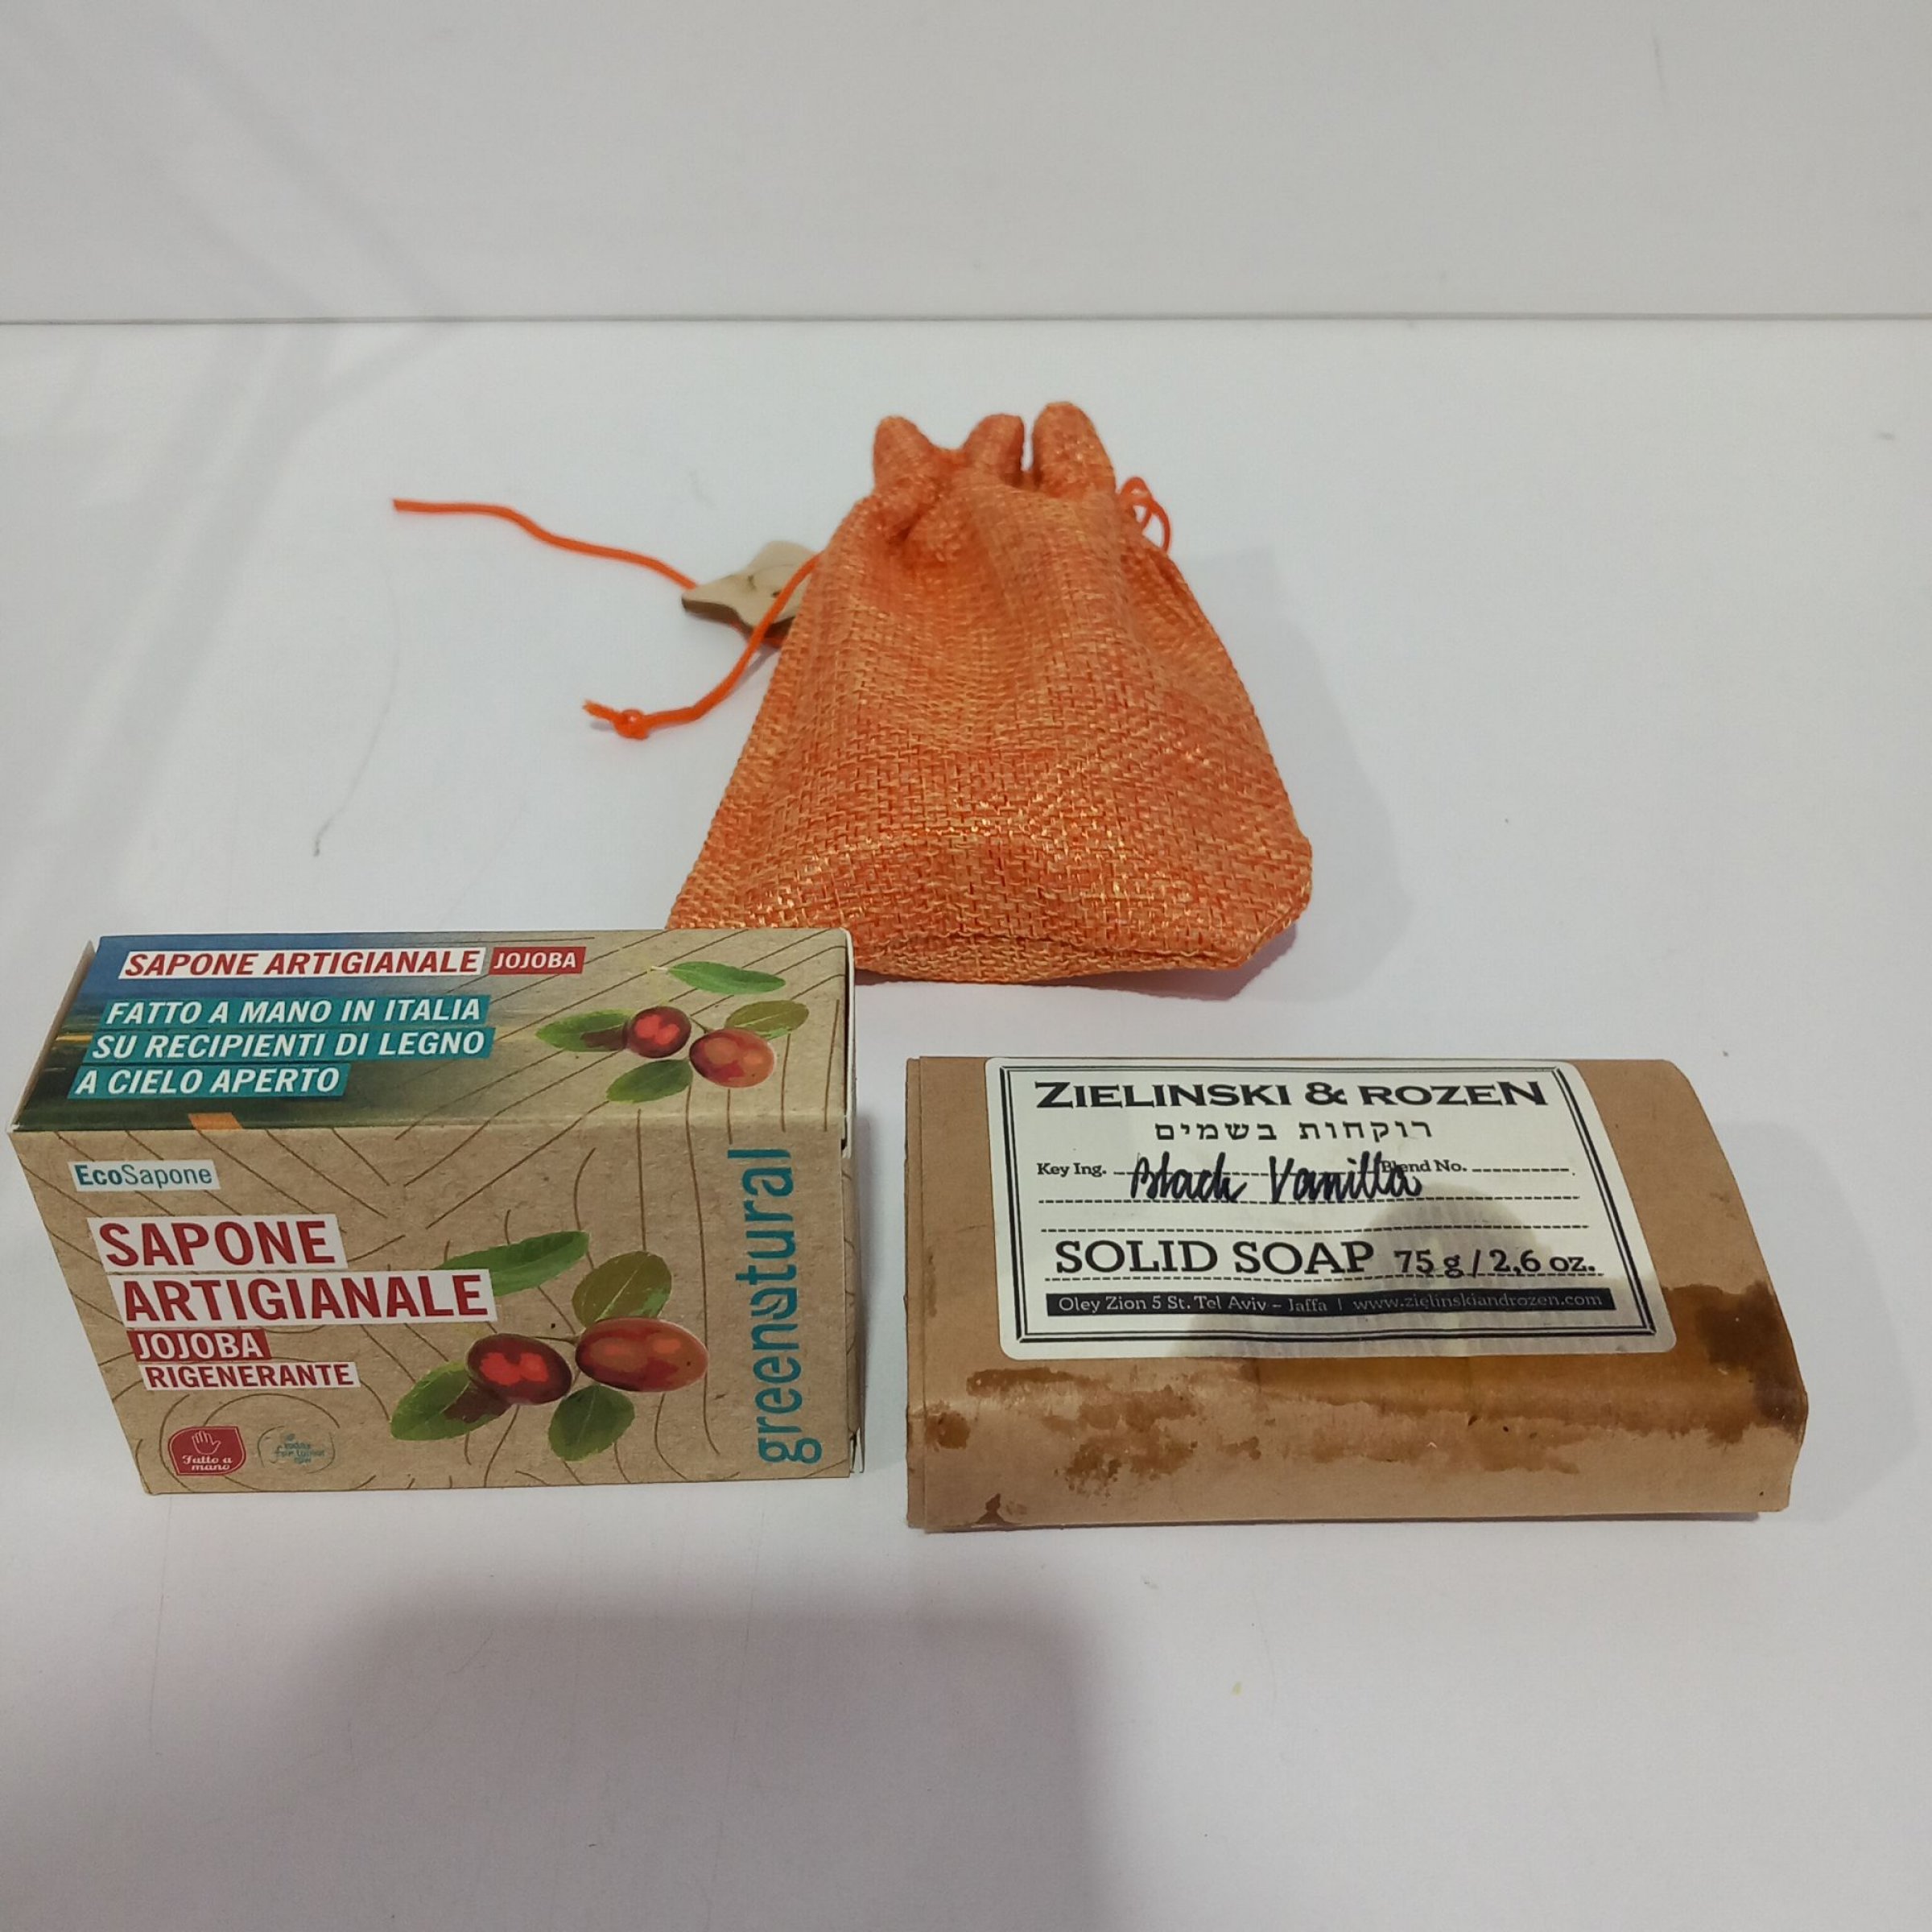 SAPONE ARTIGIANALE JOJOBA
FATTO A MANO IN ITALIA
SU RECIPIENTI DI LEGNO
A CIELO APERTO
EcoSapone
SAPONE
ARTIGIANALE
JOJOBA
RIGENERANTE
Fatto a
mano
greenatural
ZIELINSKI & ROZEN
רוקחות בשמים
Key Ing. Black Vanilla Blend No.
SOLID SOAP 75 g / 2,6 oz.
Oley Zion 5 St. Tel Aviv – Jaffa | www.zielinskiandrozen.com